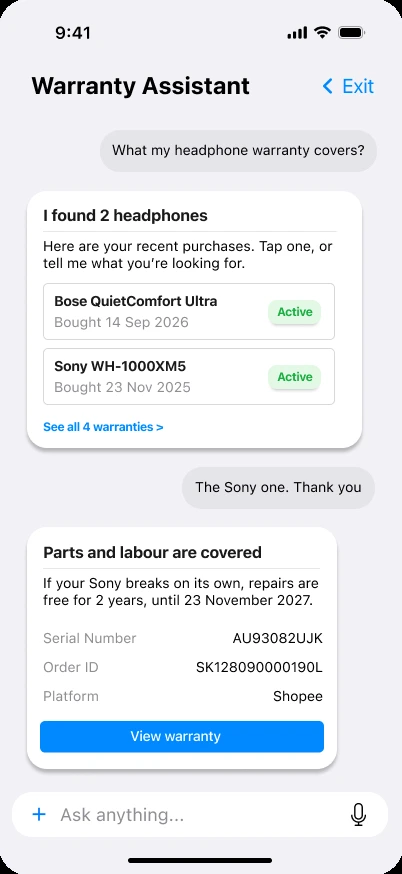 9:41
Warranty Assistant
Exit
What my headphone warranty covers?
I found 2 headphones
Here are your recent purchases. Tap one, or
tell me what you’re looking for.
Bose QuietComfort Ultra
Bought 14 Sep 2026
Active
Sony WH-1000XM5
Bought 23 Nov 2025
Active
See all 4 warranties >
The Sony one. Thank you
Parts and labour are covered
If your Sony breaks on its own, repairs are
free for 2 years, until 23 November 2027.
Serial Number AU93082UJK
Order ID SK128090000190L
Platform Shopee
View warranty
Ask anything...